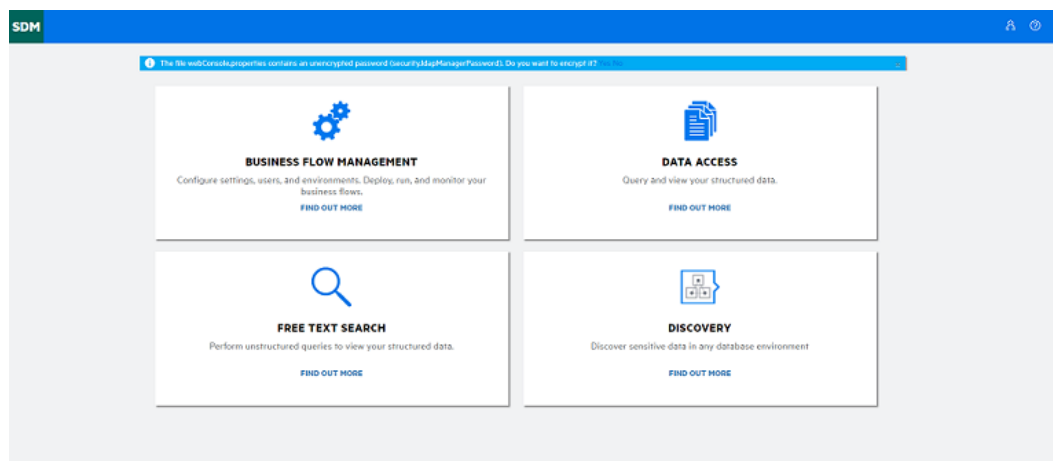 SDM
The file webConsole.properties contains an unencrypted password (security.ldapManagerPassword). Do you want to encrypt it? Yes No
BUSINESS FLOW MANAGEMENT
Configure settings, users, and environments. Deploy, run, and monitor your
business flows.
FIND OUT MORE
DATA ACCESS
Query and view your structured data.
FIND OUT MORE
FREE TEXT SEARCH
Perform unstructured queries to view your structured data.
FIND OUT MORE
DISCOVERY
Discover sensitive data in any database environment
FIND OUT MORE